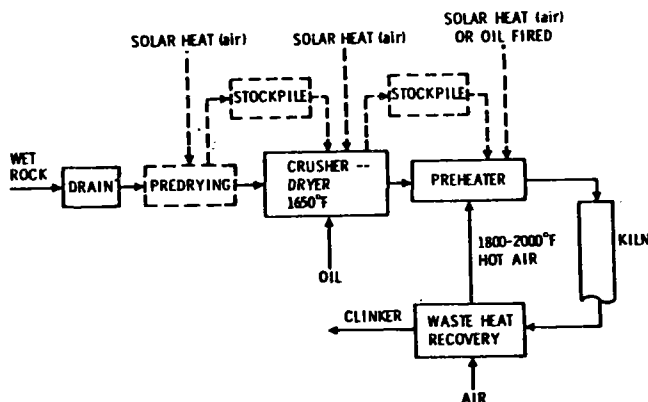 SOLAR HEAT (air)
SOLAR HEAT (air)
SOLAR HEAT (air)
OR OIL FIRED
STOCKPILE
STOCKPILE
WET
ROCK
DRAIN
PREDRYING
CRUSHER --
DRYER
1650°F
PREHEATER
KILN
1800-2000°F
HOT AIR
OIL
CLINKER
WASTE HEAT
RECOVERY
AIR